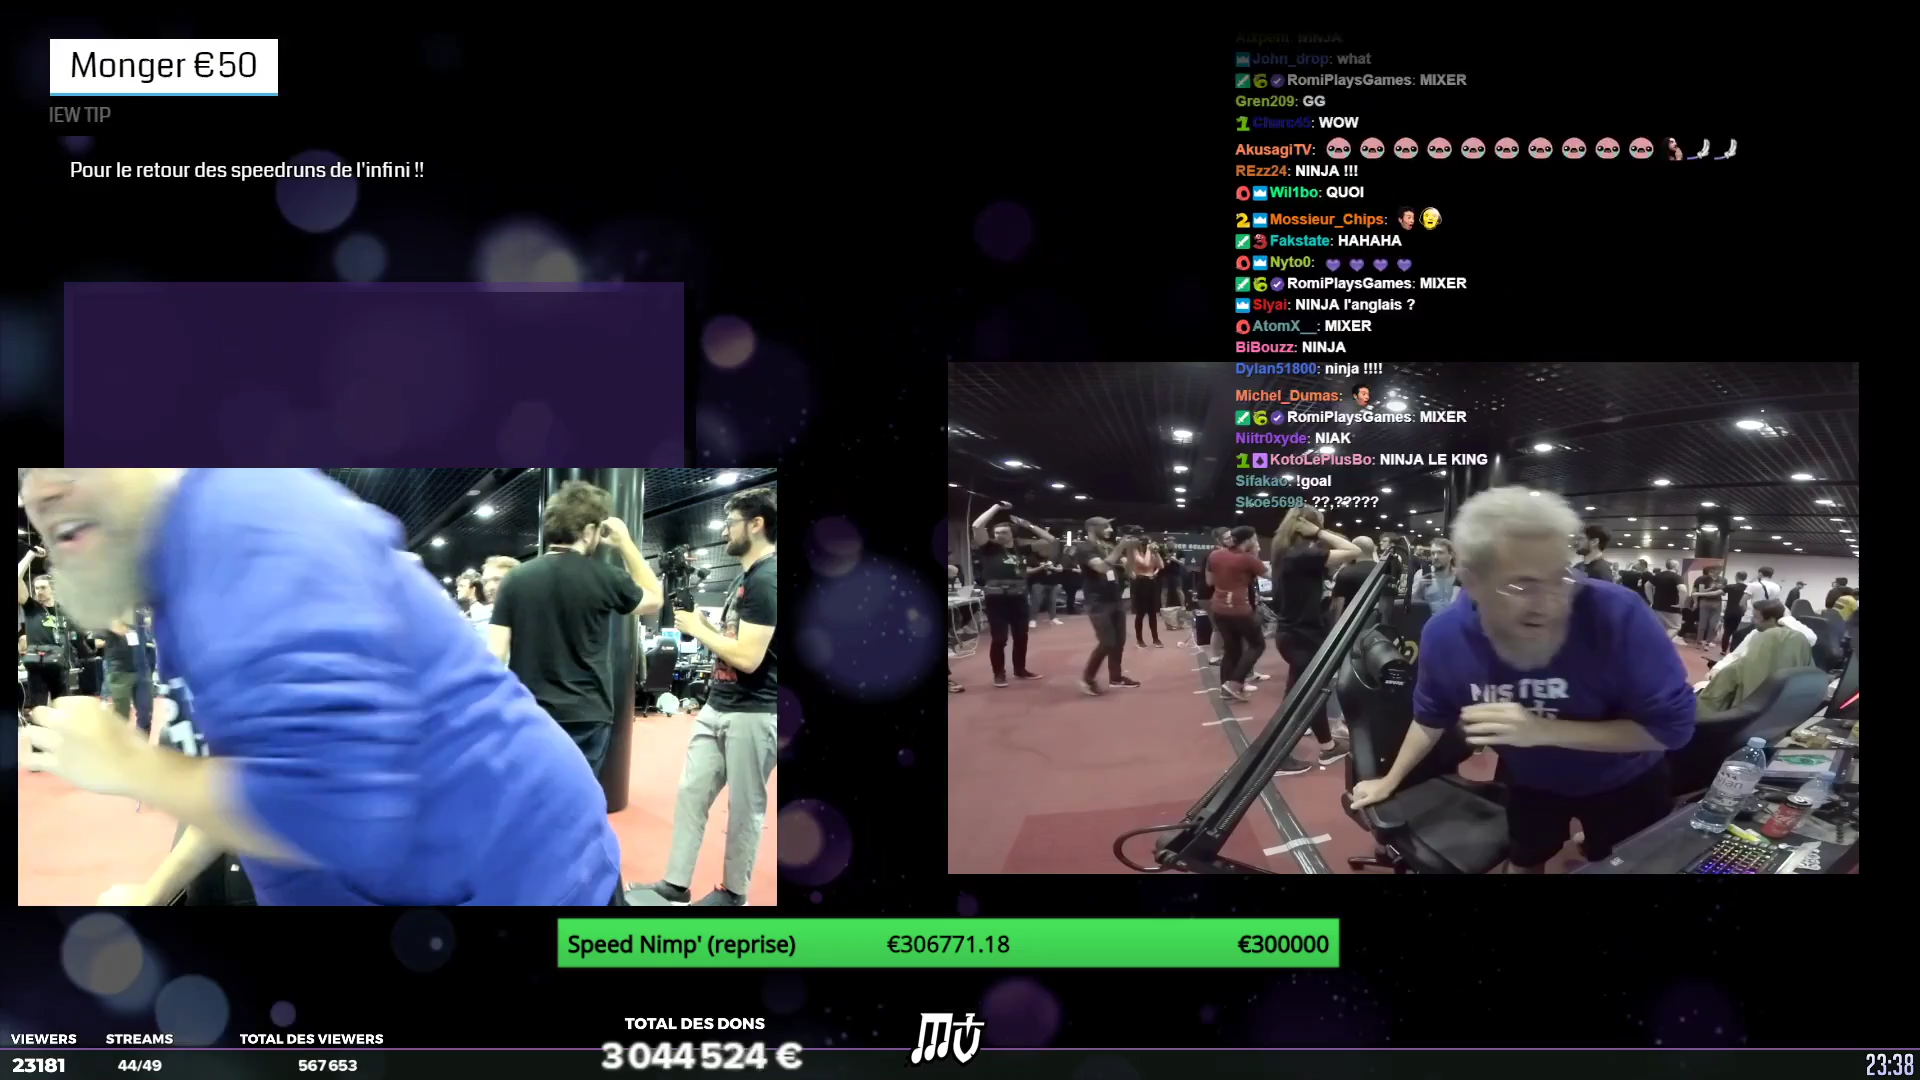 Monger €50
IEW TIP
Pour le retour des speedruns de l'infini !!
John_drop: what
RomiPlaysGames: MIXER
Gren209: GG
WOW
AkusagiTV:
REzz24: NINJA !!!
Wil1bo: QUOI
Mossieur_Chips:
Fakstate: HAHAHA
Nyto0:
RomiPlaysGames: MIXER
Slyai: NINJA l'anglais ?
AtomX__: MIXER
BiBouzz: NINJA
Dylan51800: ninja !!!!
Michel_Dumas:
RomiPlaysGames: MIXER
Niitr0xyde: NIAK
KotoLePlusBo: NINJA LE KING
Sifakao: !goal
Skoe5698: ??,?????
MISTER
Speed Nimp' (reprise) €306771.18 €300000
VIEWERS STREAMS TOTAL DES VIEWERS
23181 44/49 567 653
TOTAL DES DONS
3 044 524 €
MV
23:38